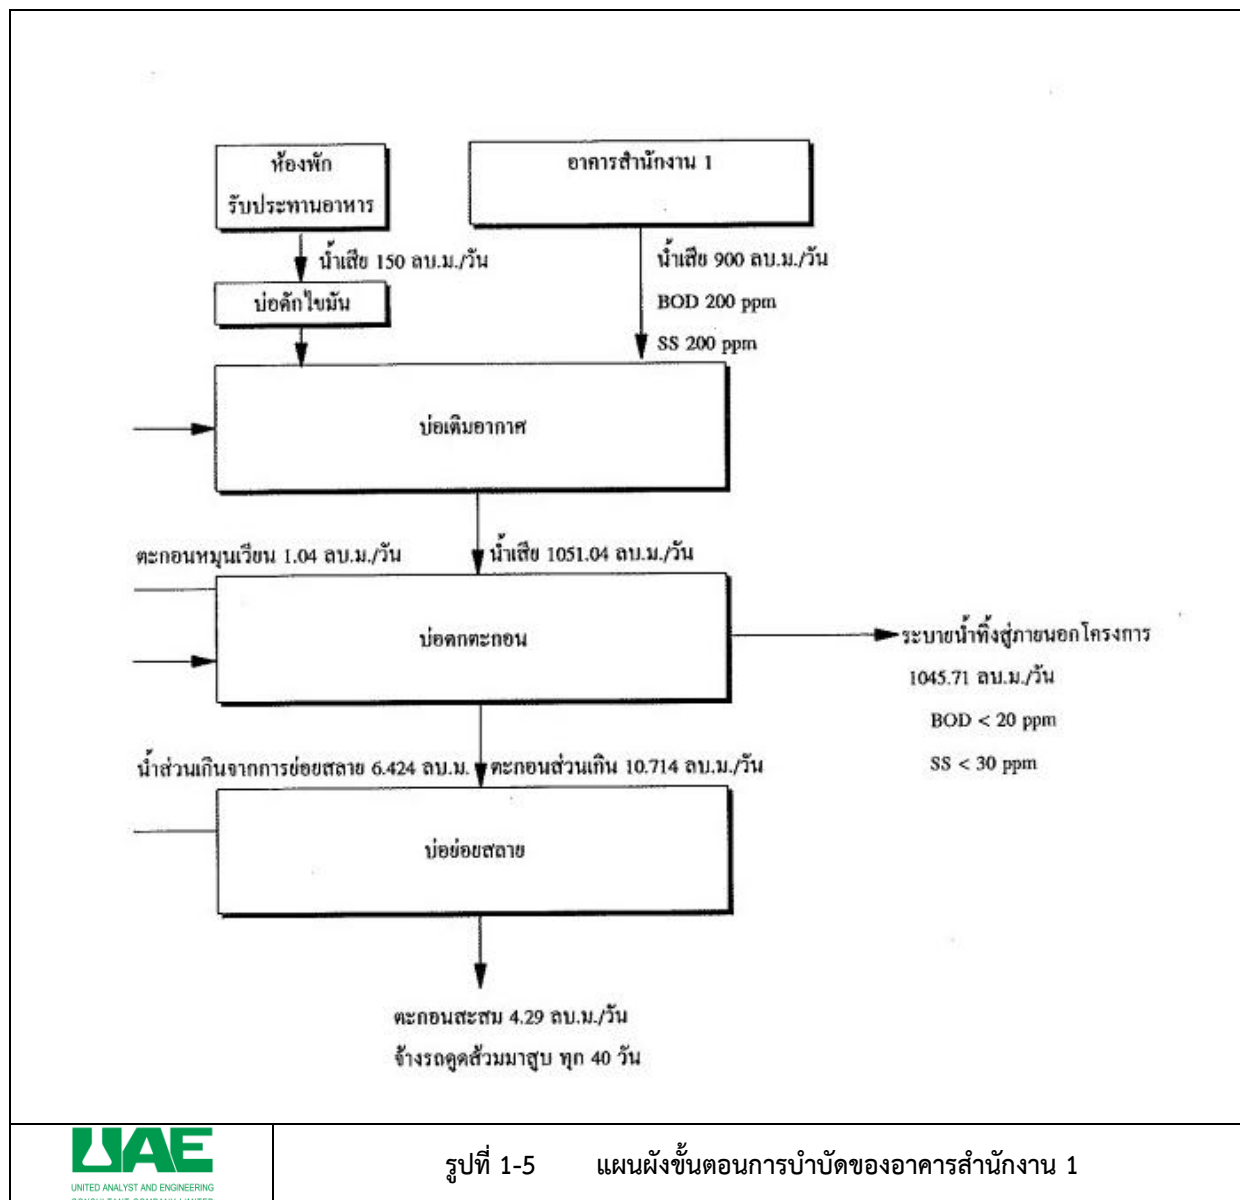 ห้องพัก
รับประทานอาหาร
อาคารสำนักงาน 1
น้ำเสีย 150 ลบ.ม./วัน
น้ำเสีย 900 ลบ.ม./วัน
บ่อดักไขมัน
BOD 200 ppm
SS 200 ppm
บ่อเติมอากาศ
ตะกอนหมุนเวียน 1.04 ลบ.ม./วัน
น้ำเสีย 1051.04 ลบ.ม./วัน
บ่อตกตะกอน
ระบายน้ำทิ้งสู่ภายนอกโครงการ
1045.71 ลบ.ม./วัน
BOD < 20 ppm
SS < 30 ppm
น้ำส่วนเกินจากการย่อยสลาย 6.424 ลบ.ม.
ตะกอนส่วนเกิน 10.714 ลบ.ม./วัน
บ่อย่อยสลาย
ตะกอนสะสม 4.29 ลบ.ม./วัน
จ้างรถดูดส้วมมาสูบ ทุก 40 วัน
UAE
UNITED ANALYST AND ENGINEERING
CONSULTANT COMPANY LIMITED
รูปที่ 1-5 แผนผังขั้นตอนการบำบัดของอาคารสำนักงาน 1